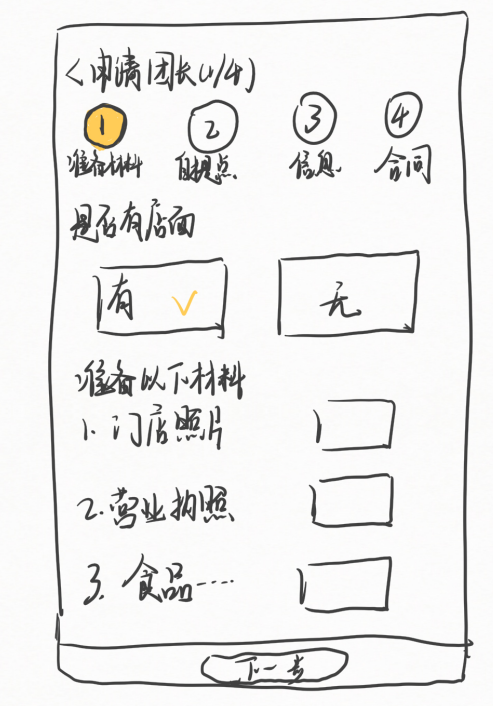 <申请团长(1/4)
1 2 3 4
准备材料 自提点 信息 合同
是否有店面
有 ✓ 无
准备以下材料
1. 门店照片
2. 营业执照
3. 食品……
下一步